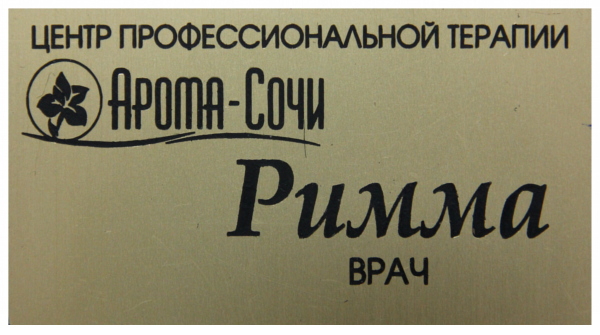 ЦЕНТР ПРОФЕССИОНАЛЬНОЙ ТЕРАПИИ
АРОМА-СОЧИ
Римма
ВРАЧ